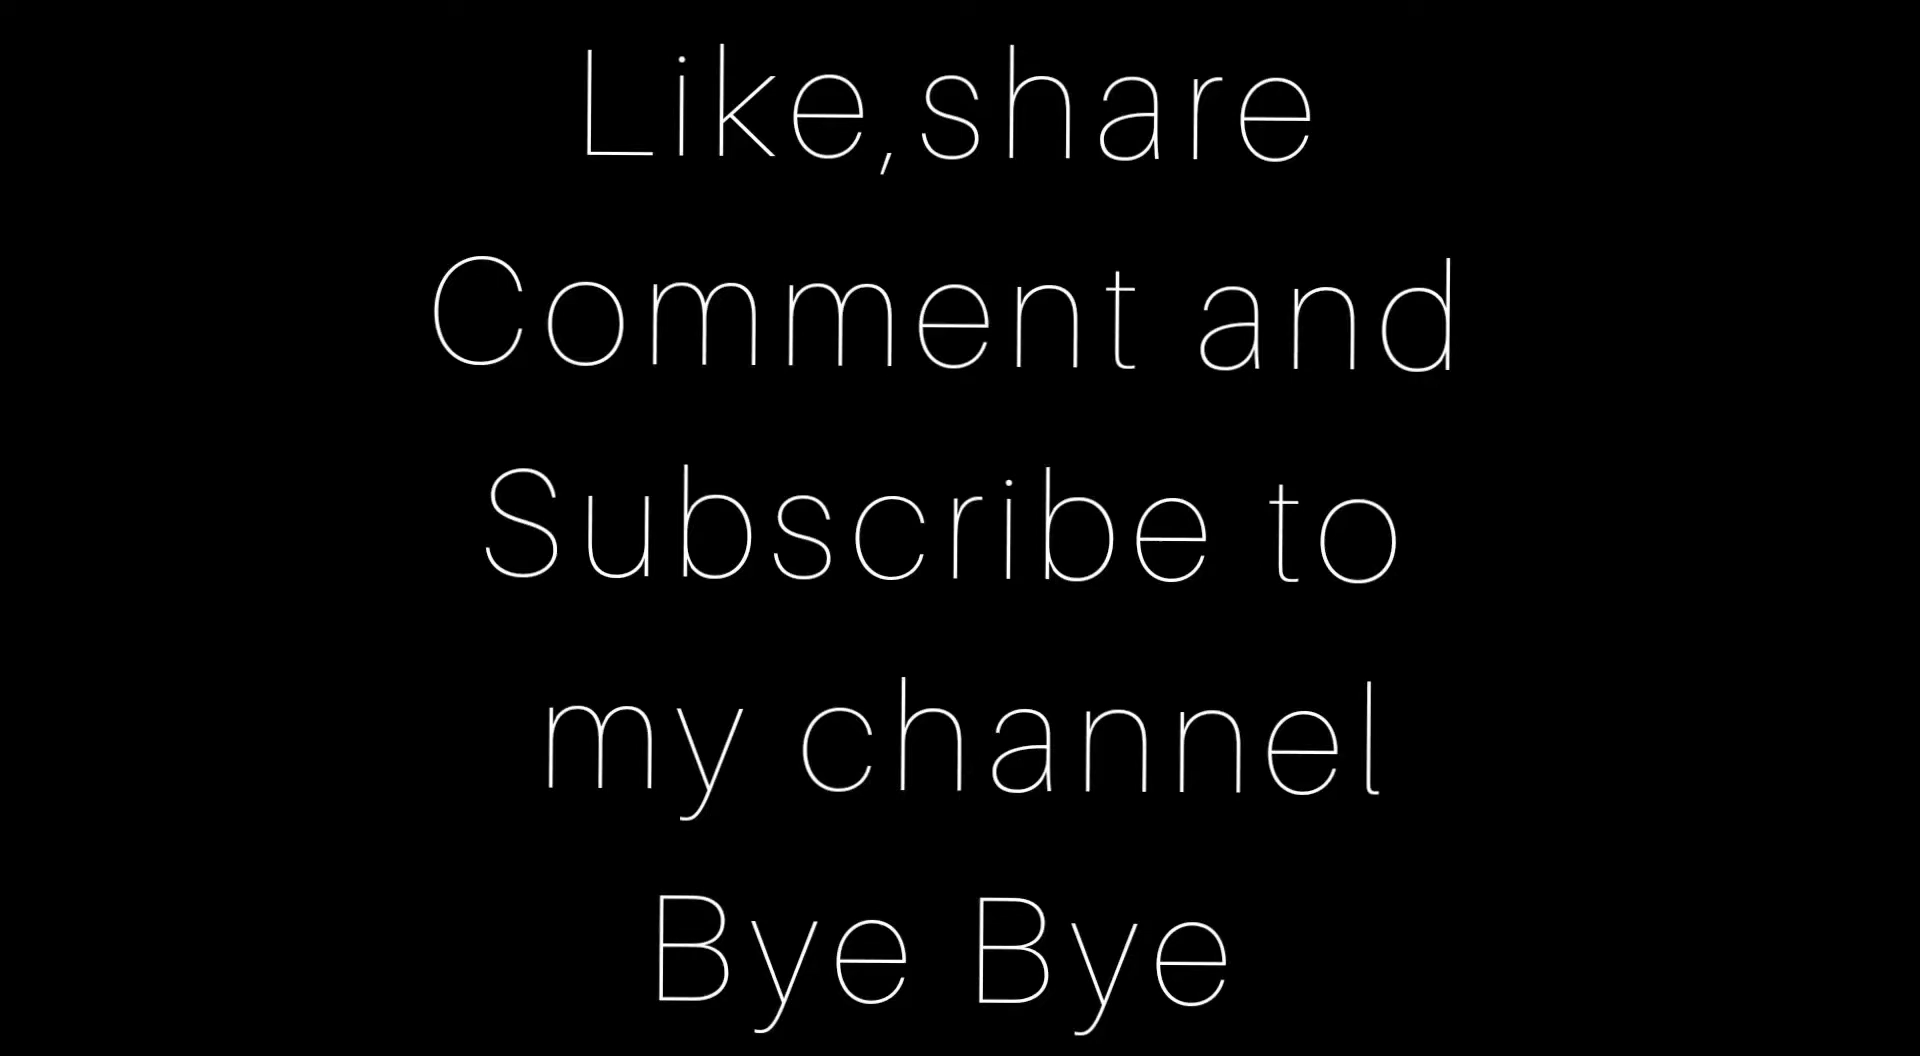 Like,share
Comment and
Subscribe to
my channel
Bye Bye